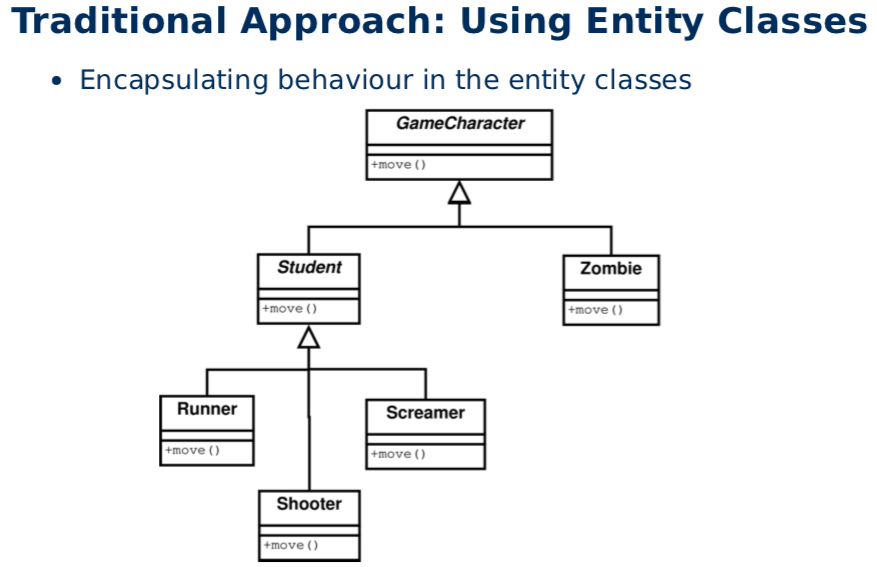 Traditional Approach: Using Entity Classes
• Encapsulating behaviour in the entity classes
GameCharacter
+move()
Student
+move()
Zombie
+move()
Runner
+move()
Screamer
+move()
Shooter
+move()